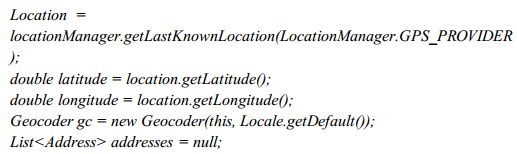 Location =
locationManager.getLastKnownLocation(LocationManager.GPS_PROVIDER
);
double latitude = location.getLatitude();
double longitude = location.getLongitude();
Geocoder gc = new Geocoder(this, Locale.getDefault());
List<Address> addresses = null;